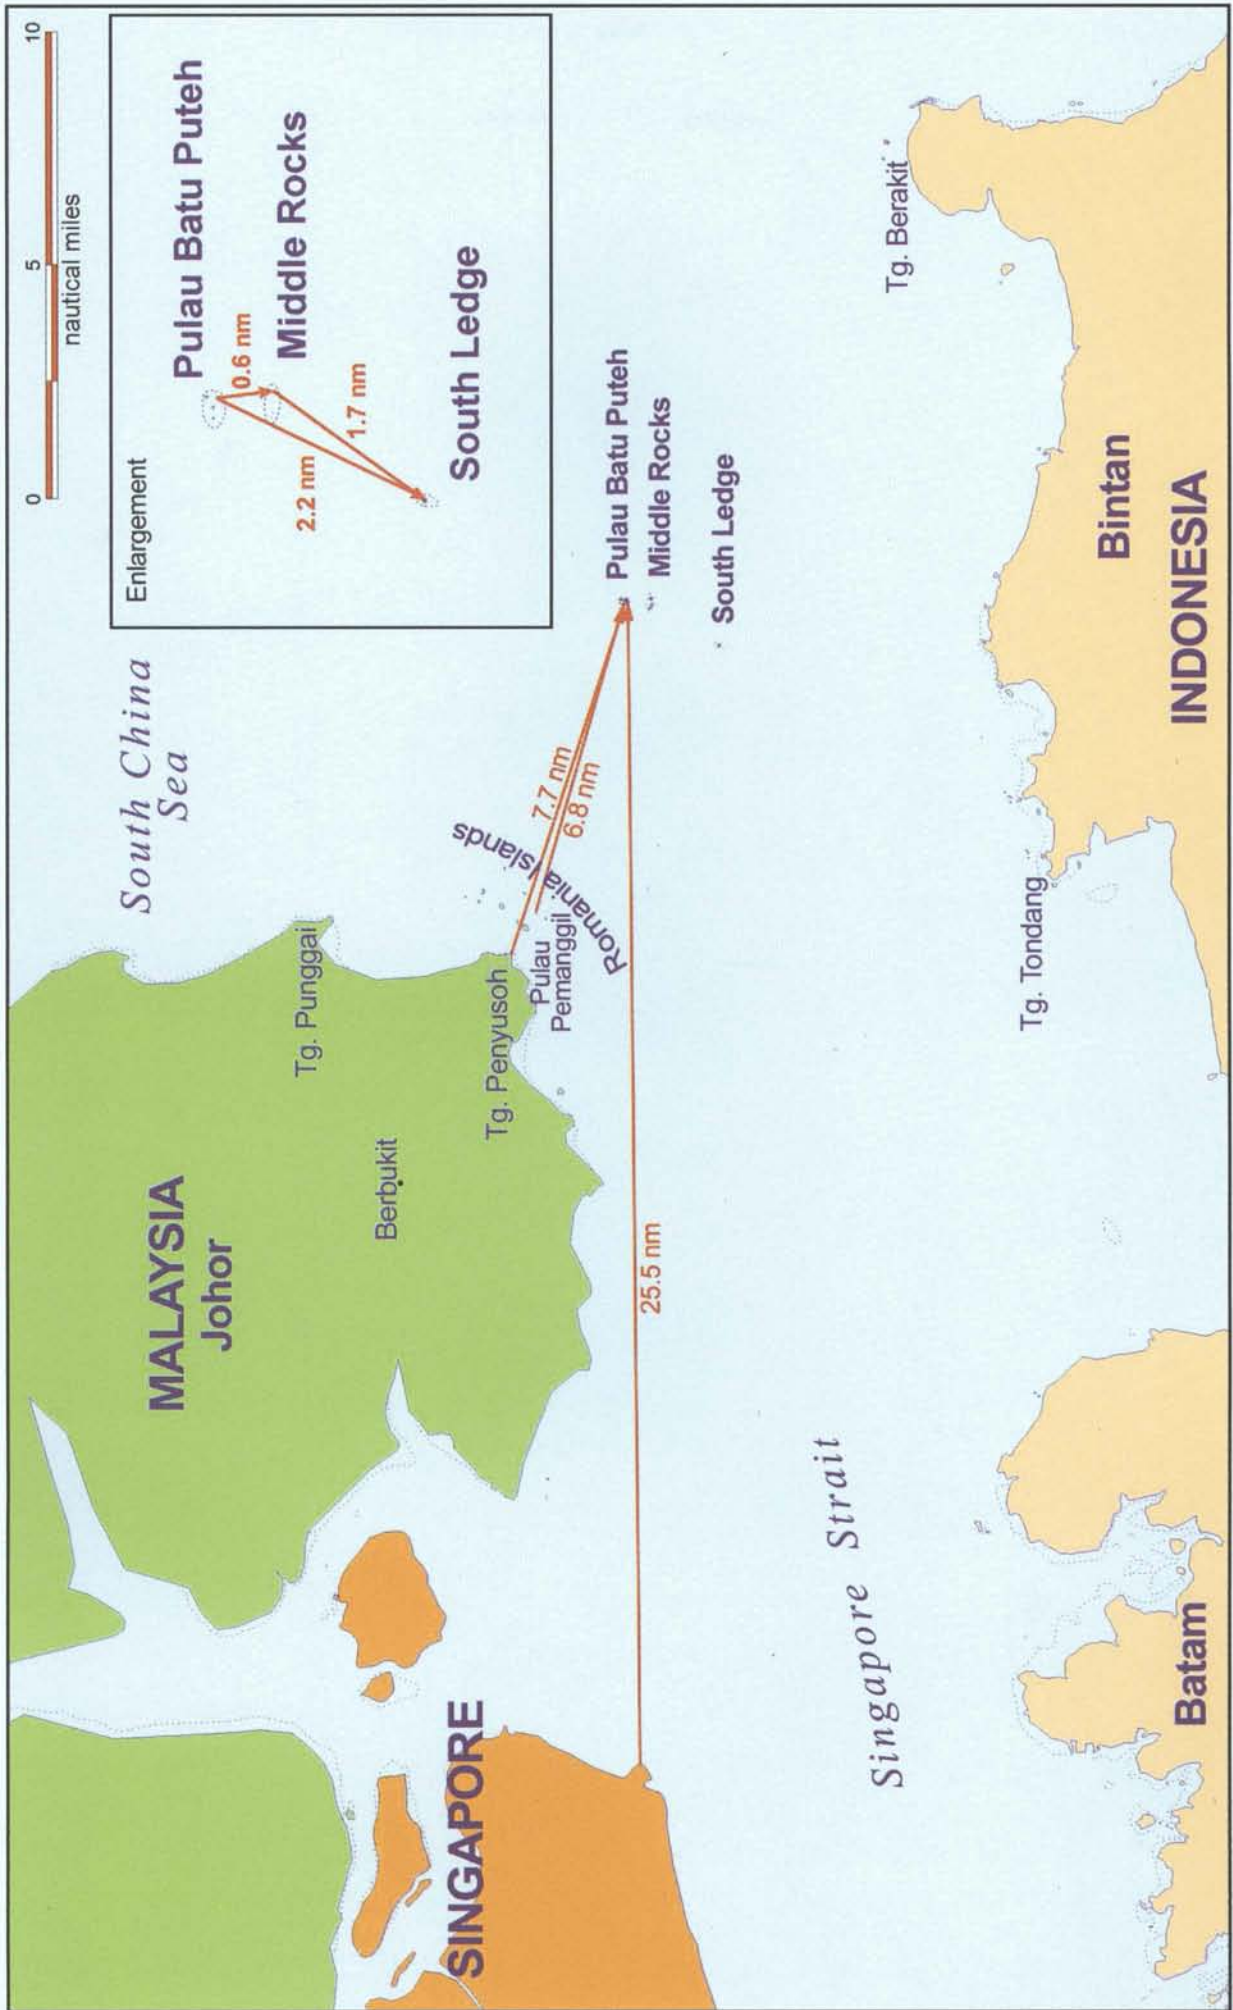 MALAYSIA
Johor
South China
Sea
Enlargement
Pulau Batu Puteh
0.6 nm
Middle Rocks
2.2 nm
1.7 nm
South Ledge
0
5
10
nautical miles
Tg. Punggai
Berbukit
Tg. Penyusoh
Pulau
Pemanggil
Romania Islands
7.7 nm
6.8 nm
Pulau Batu Puteh
Middle Rocks
South Ledge
25.5 nm
SINGAPORE
Singapore Strait
Tg. Berakit
Tg. Tondang
Bintan
INDONESIA
Batam